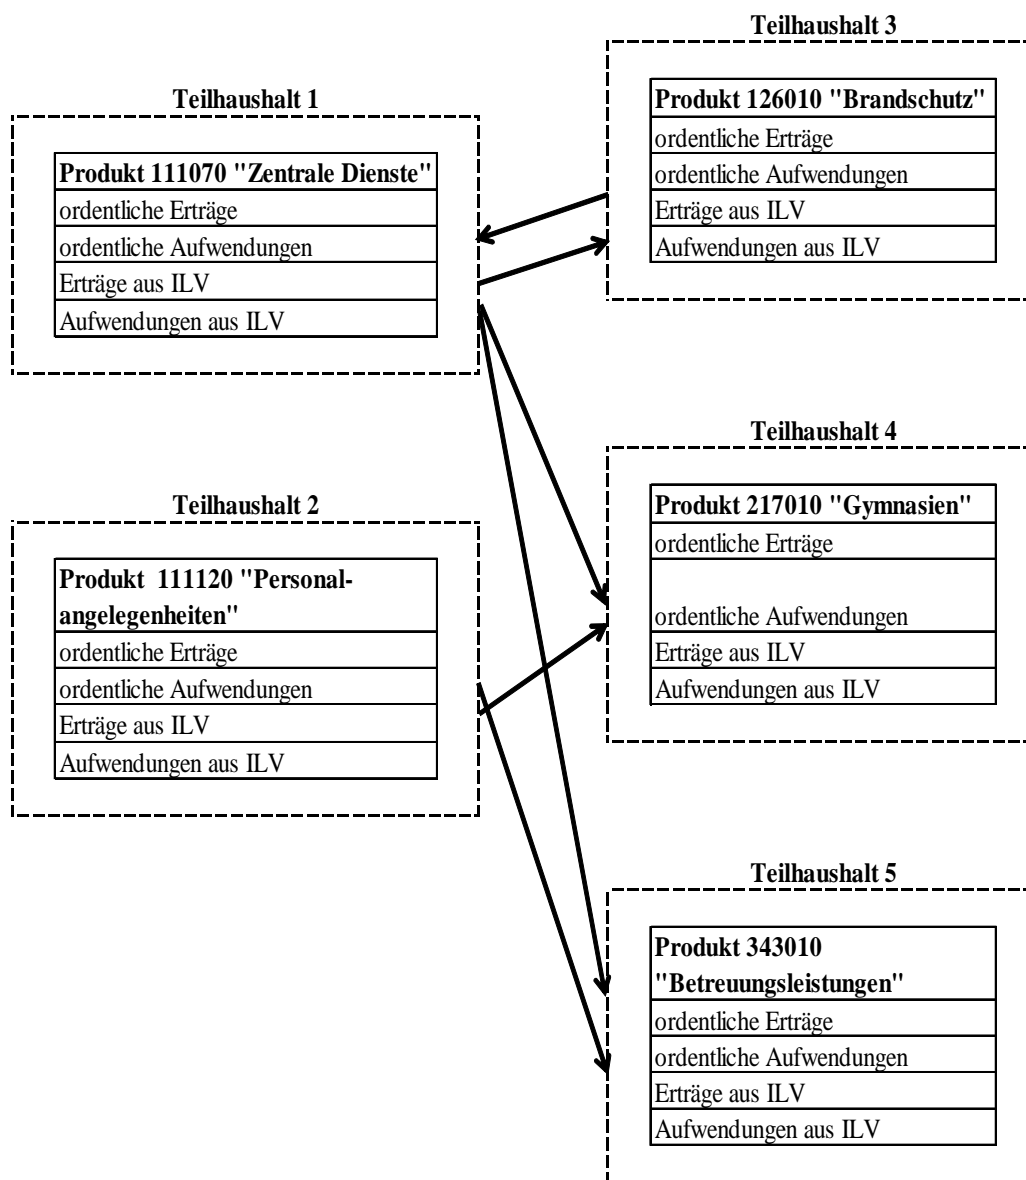 Teilhaushalt 1
Produkt 111070 "Zentrale Dienste"
ordentliche Erträge
ordentliche Aufwendungen
Erträge aus ILV
Aufwendungen aus ILV
Teilhaushalt 2
Produkt 111120 "Personal-
angelegenheiten"
ordentliche Erträge
ordentliche Aufwendungen
Erträge aus ILV
Aufwendungen aus ILV
Teilhaushalt 3
Produkt 126010 "Brandschutz"
ordentliche Erträge
ordentliche Aufwendungen
Erträge aus ILV
Aufwendungen aus ILV
Teilhaushalt 4
Produkt 217010 "Gymnasien"
ordentliche Erträge
ordentliche Aufwendungen
Erträge aus ILV
Aufwendungen aus ILV
Teilhaushalt 5
Produkt 343010
"Betreuungsleistungen"
ordentliche Erträge
ordentliche Aufwendungen
Erträge aus ILV
Aufwendungen aus ILV